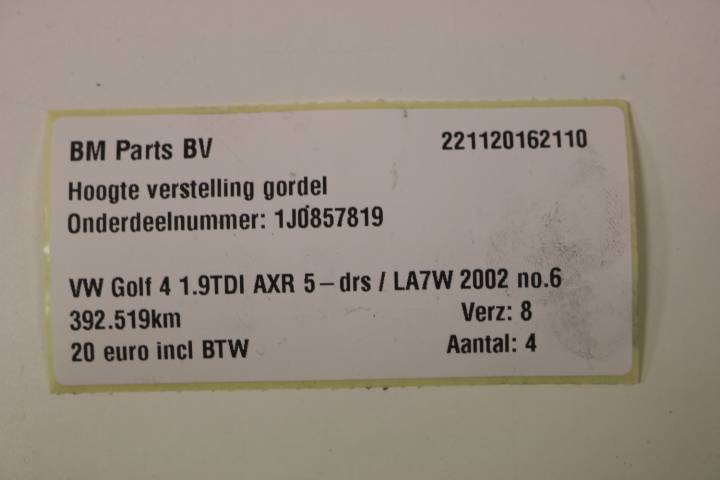 BM Parts BV 221120162110
Hoogte verstelling gordel
Onderdeelnummer: 1J0857819
VW Golf 4 1.9TDI AXR 5-drs / LA7W 2002 no.6
392.519km Verz: 8
20 euro incl BTW Aantal: 4